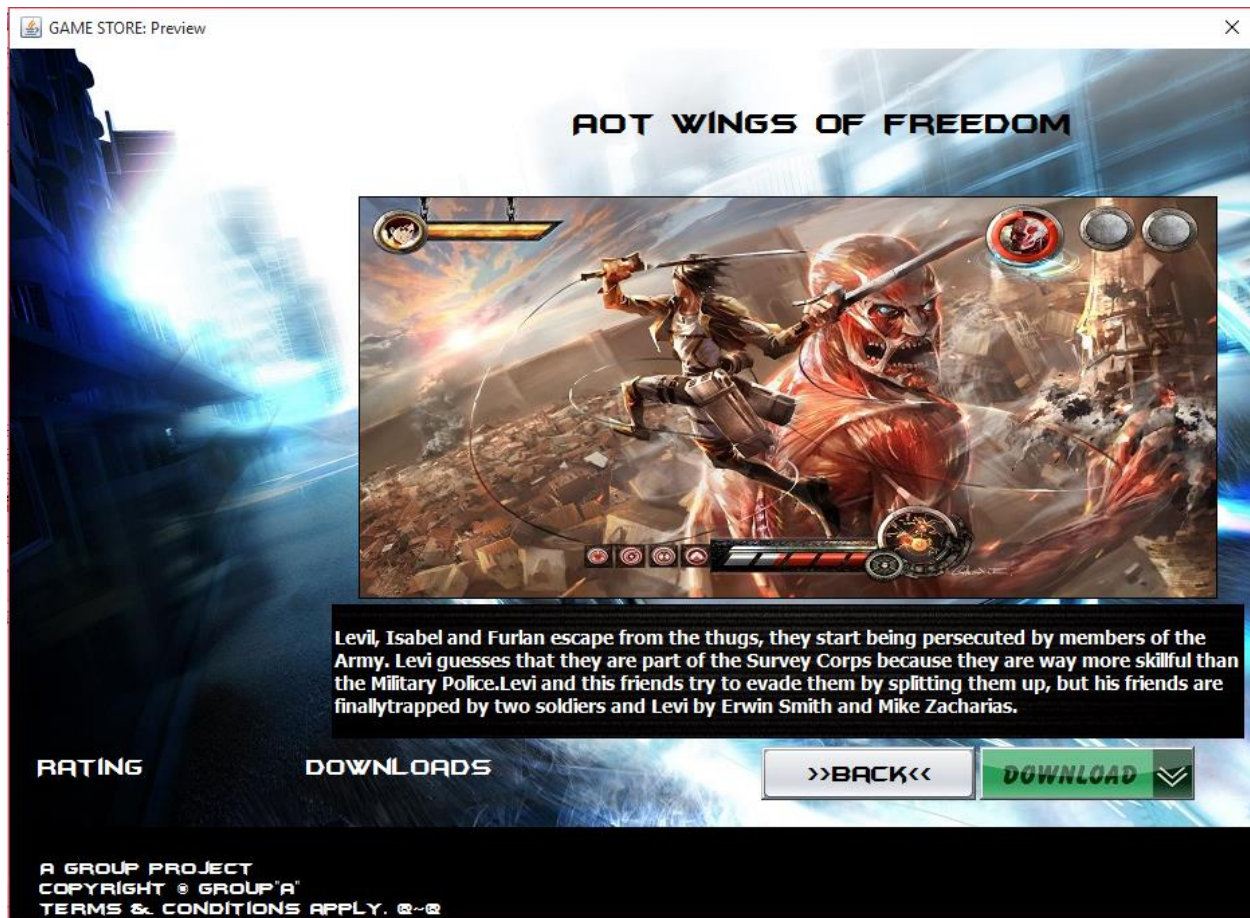 GAME STORE: Preview
AOT WINGS OF FREEDOM
Levil, Isabel and Furlan escape from the thugs, they start being persecuted by members of the
Army. Levi guesses that they are part of the Survey Corps because they are way more skillful than
the Military Police.Levi and this friends try to evade them by splitting them up, but his friends are
finallytrapped by two soldiers and Levi by Erwin Smith and Mike Zacharias.
RATING
DOWNLOADS
>>BACK<<
DOWNLOAD
A GROUP PROJECT
COPYRIGHT © GROUP"A"
TERMS & CONDITIONS APPLY. @~@